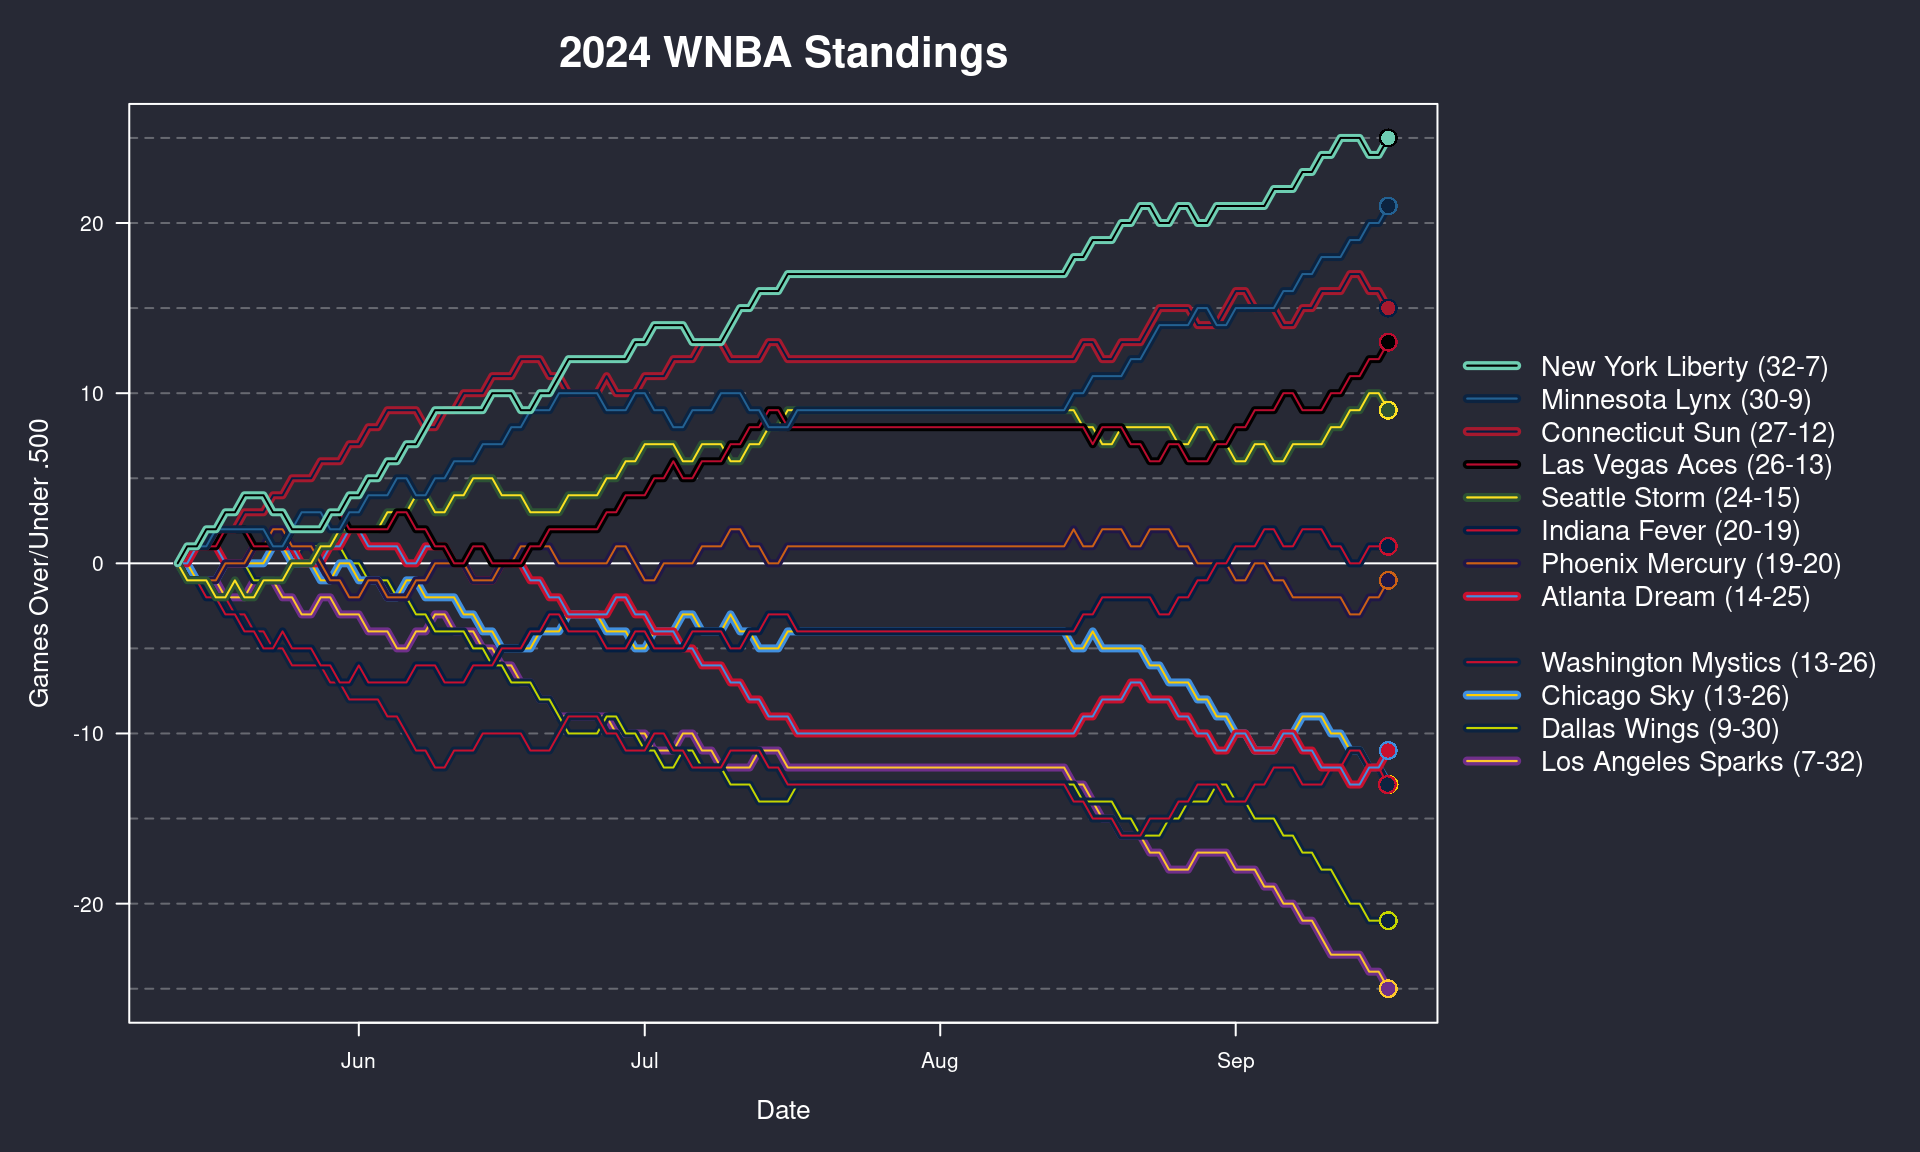 2024 WNBA Standings
Games Over/Under .500
20
10
0
-10
-20
Jun
Jul
Aug
Sep
Date
New York Liberty (32-7)
Minnesota Lynx (30-9)
Connecticut Sun (27-12)
Las Vegas Aces (26-13)
Seattle Storm (24-15)
Indiana Fever (20-19)
Phoenix Mercury (19-20)
Atlanta Dream (14-25)
Washington Mystics (13-26)
Chicago Sky (13-26)
Dallas Wings (9-30)
Los Angeles Sparks (7-32)